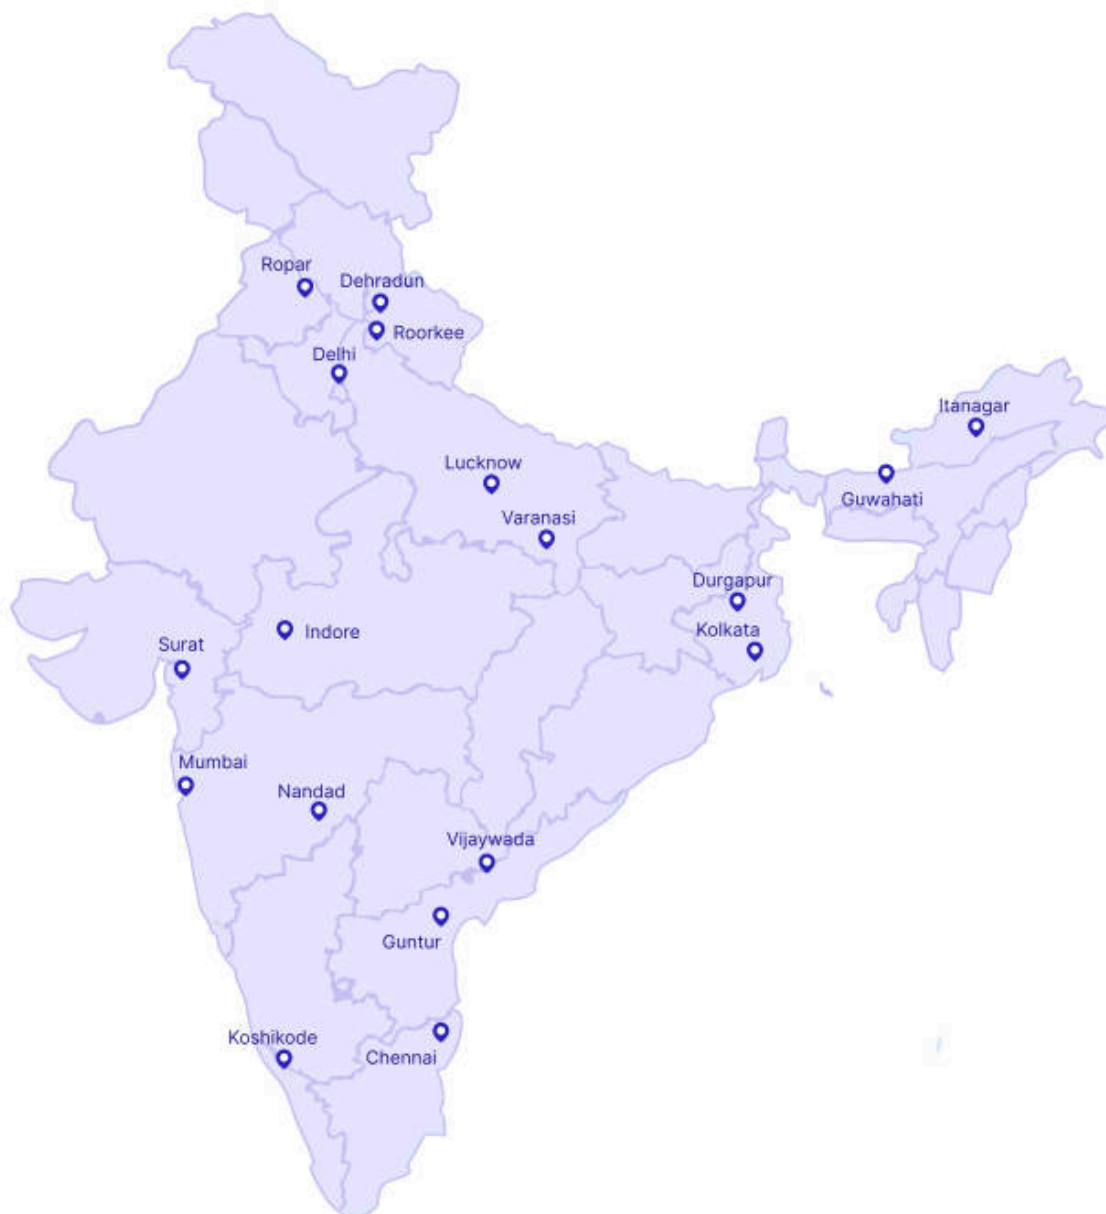 Ropar
Dehradun
Roorkee
Delhi
Itanagar
Lucknow
Guwahati
Varanasi
Durgapur
Indore
Kolkata
Surat
Mumbai
Nandad
Vijaywada
Guntur
Koshikode
Chennai